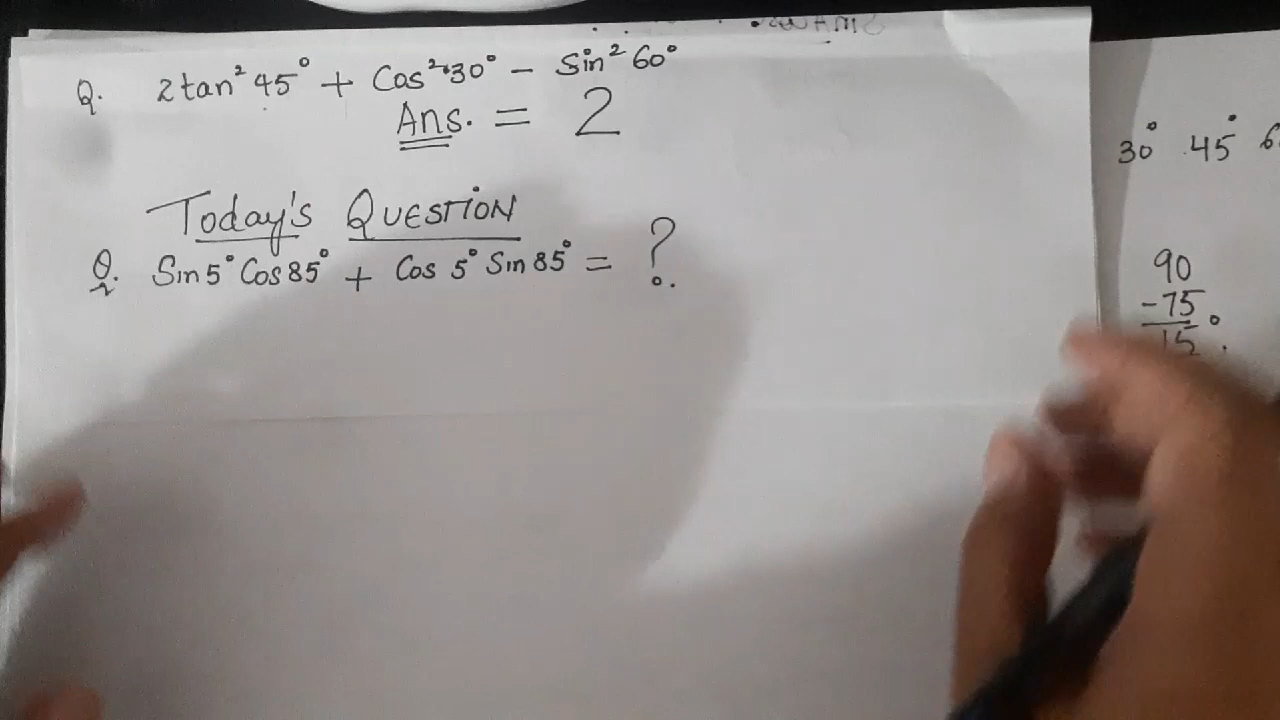 Q. 2tan² 45° + Cos² 30° − Sin² 60°
Ans. = 2
Today's QUESTION
Q. Sin 5° Cos 85° + Cos 5° Sin 85° = ?
30° 45°
90
-75
15°